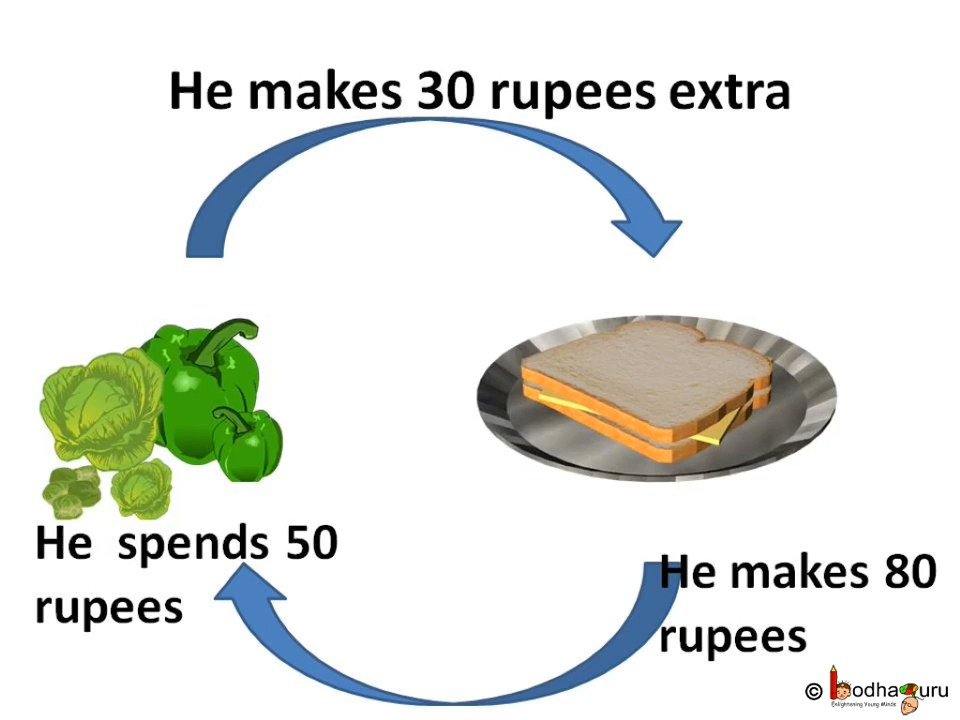 He makes 30 rupees extra
He spends 50
rupees
He makes 80
rupees
© bodhaguru
Enlightening Young Minds